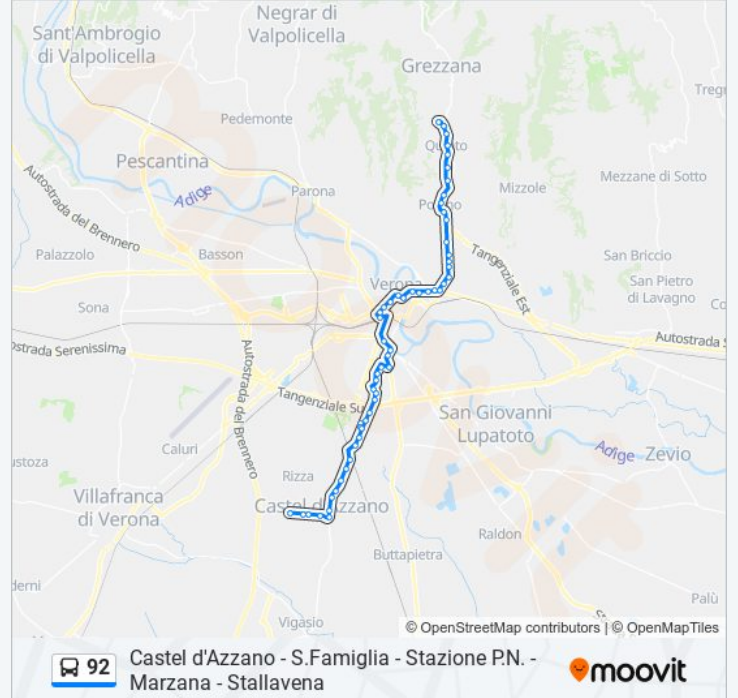 Negrar di
Valpolicella
Sant'Ambrogio
di Valpolicella
Grezzana
Pedemonte
Quinto
Pescantina
Mezzane di Sotto
Mizzole
Adige
Parona
Autostrada del Brennero
Tangenziale Est
Palazzolo
Basson
San Briccio
Verona
San Pietro
di Lavagno
Sona
Autostrada S
ostrada Serenissima
Autostrada del Brennero
Tangenziale Su
San Giovanni
Lupatoto
Adige
Zevio
Caluri
ustoza
Rizza
Villafranca
di Verona
Castel d'Azzano
Raldon
Buttapietra
derni
Palù
Vigasio
© OpenStreetMap contributors | © OpenMapTiles
92
Castel d'Azzano - S.Famiglia - Stazione P.N. -
Marzana - Stallavena
moovit